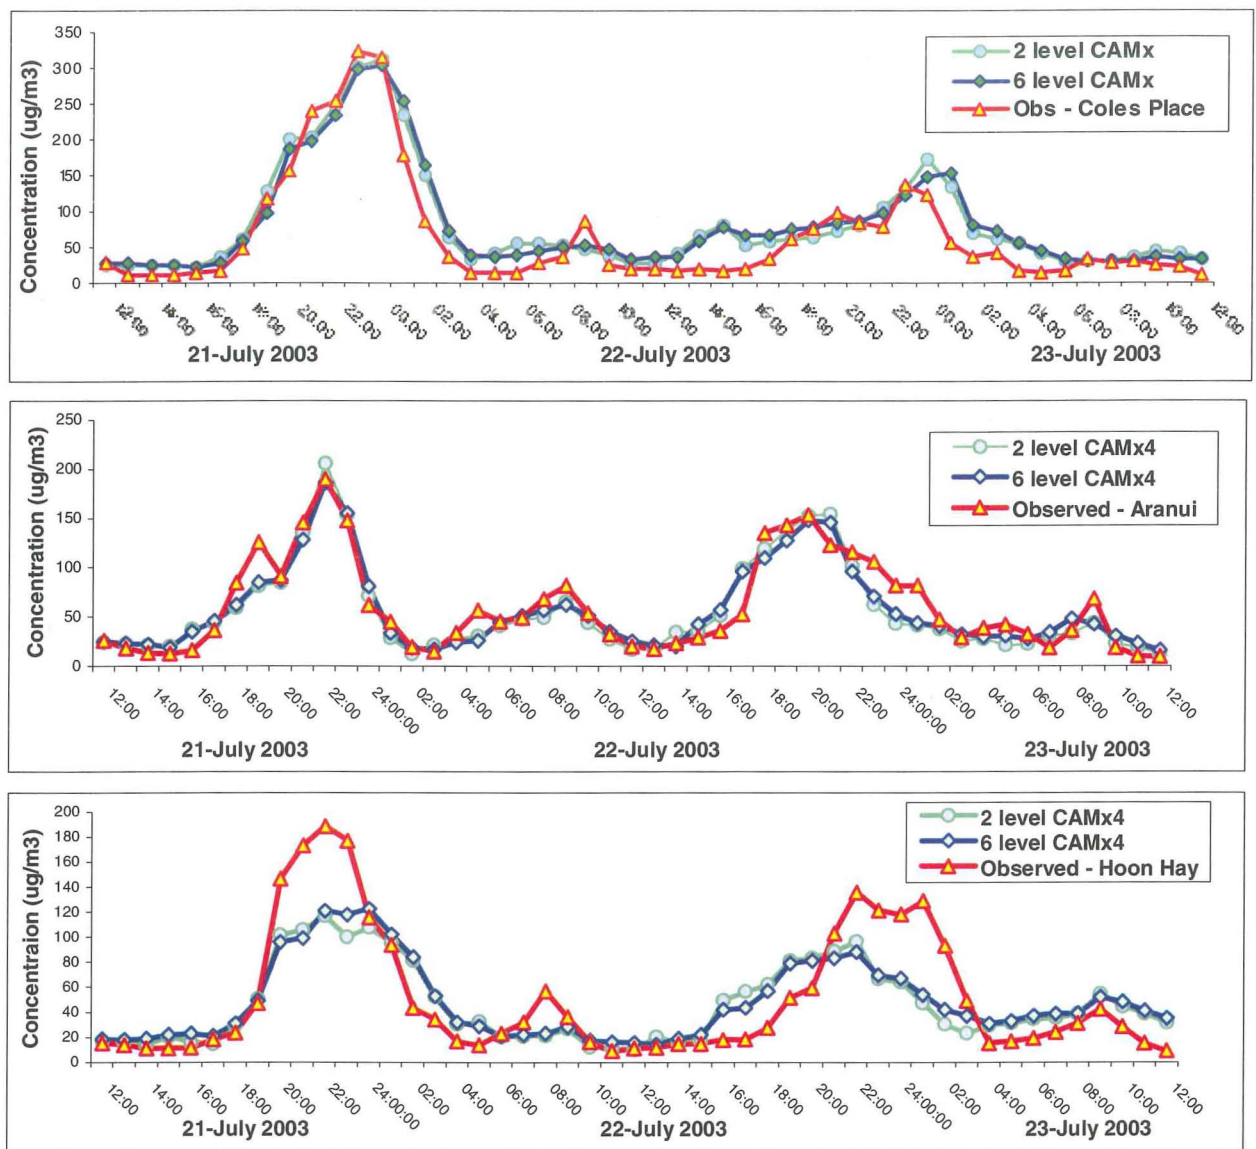 Concentration (ug/m3)
350
300
250
200
150
100
50
0
2 level CAMx
6 level CAMx
Obs - Coles Place
20:00 22:00 00:00 02:00 04:00 06:00 08:00 20:00 22:00 00:00 02:00 04:00 06:00
21-July 2003 22-July 2003 23-July 2003
Concentration (ug/m3)
250
200
150
100
50
0
2 level CAMx4
6 level CAMx4
Observed - Aranui
12:00 14:00 16:00 18:00 20:00 22:00 24:00:00 02:00 04:00 06:00 08:00 10:00 12:00 14:00 16:00 18:00 20:00 22:00 24:00:00 02:00 04:00 06:00 08:00 10:00 12:00
21-July 2003 22-July 2003 23-July 2003
Concentraion (ug/m3)
200
180
160
140
120
100
80
60
40
20
0
2 level CAMx4
6 level CAMx4
Observed - Hoon Hay
12:00 14:00 16:00 18:00 20:00 22:00 24:00:00 02:00 04:00 06:00 08:00 10:00 12:00 14:00 16:00 18:00 20:00 22:00 24:00:00 02:00 04:00 06:00 08:00 10:00 12:00
21-July 2003 22-July 2003 23-July 2003